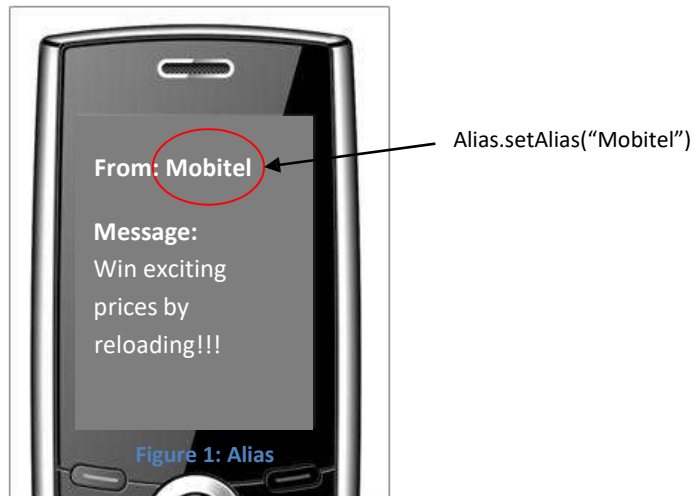 From: Mobitel
Alias.setAlias(“Mobitel”)
Message:
Win exciting
prices by
reloading!!!
Figure 1: Alias